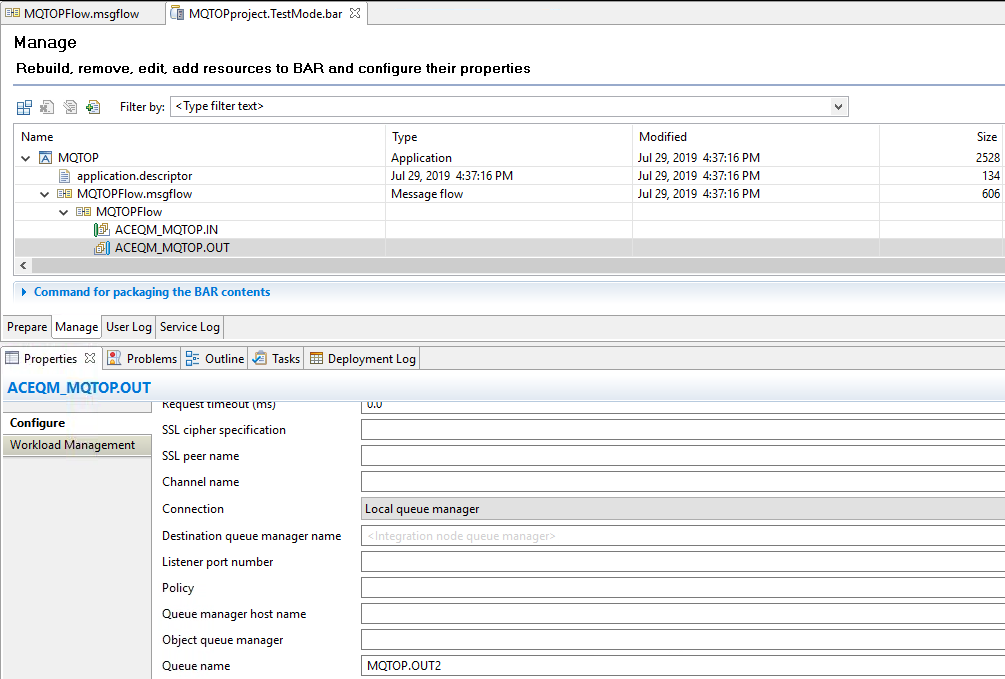 MQTOPFlow.msgflow MQTOPproject.TestMode.bar
Manage
Rebuild, remove, edit, add resources to BAR and configure their properties
Filter by: <Type filter text>
Name Type Modified Size
MQTOP Application Jul 29, 2019 4:37:16 PM 2528
application.descriptor Jul 29, 2019 4:37:16 PM Jul 29, 2019 4:37:16 PM 134
MQTOPFlow.msgflow Message flow Jul 29, 2019 4:37:16 PM 606
MQTOPFlow
ACEQM_MQTOP.IN
ACEQM_MQTOP.OUT
Command for packaging the BAR contents
Prepare Manage User Log Service Log
Properties Problems Outline Tasks Deployment Log
ACEQM_MQTOP.OUT
Request timeout (ms) 0.0
Configure
SSL cipher specification
Workload Management
SSL peer name
Channel name
Connection Local queue manager
Destination queue manager name <Integration node queue manager>
Listener port number
Policy
Queue manager host name
Object queue manager
Queue name MQTOP.OUT2